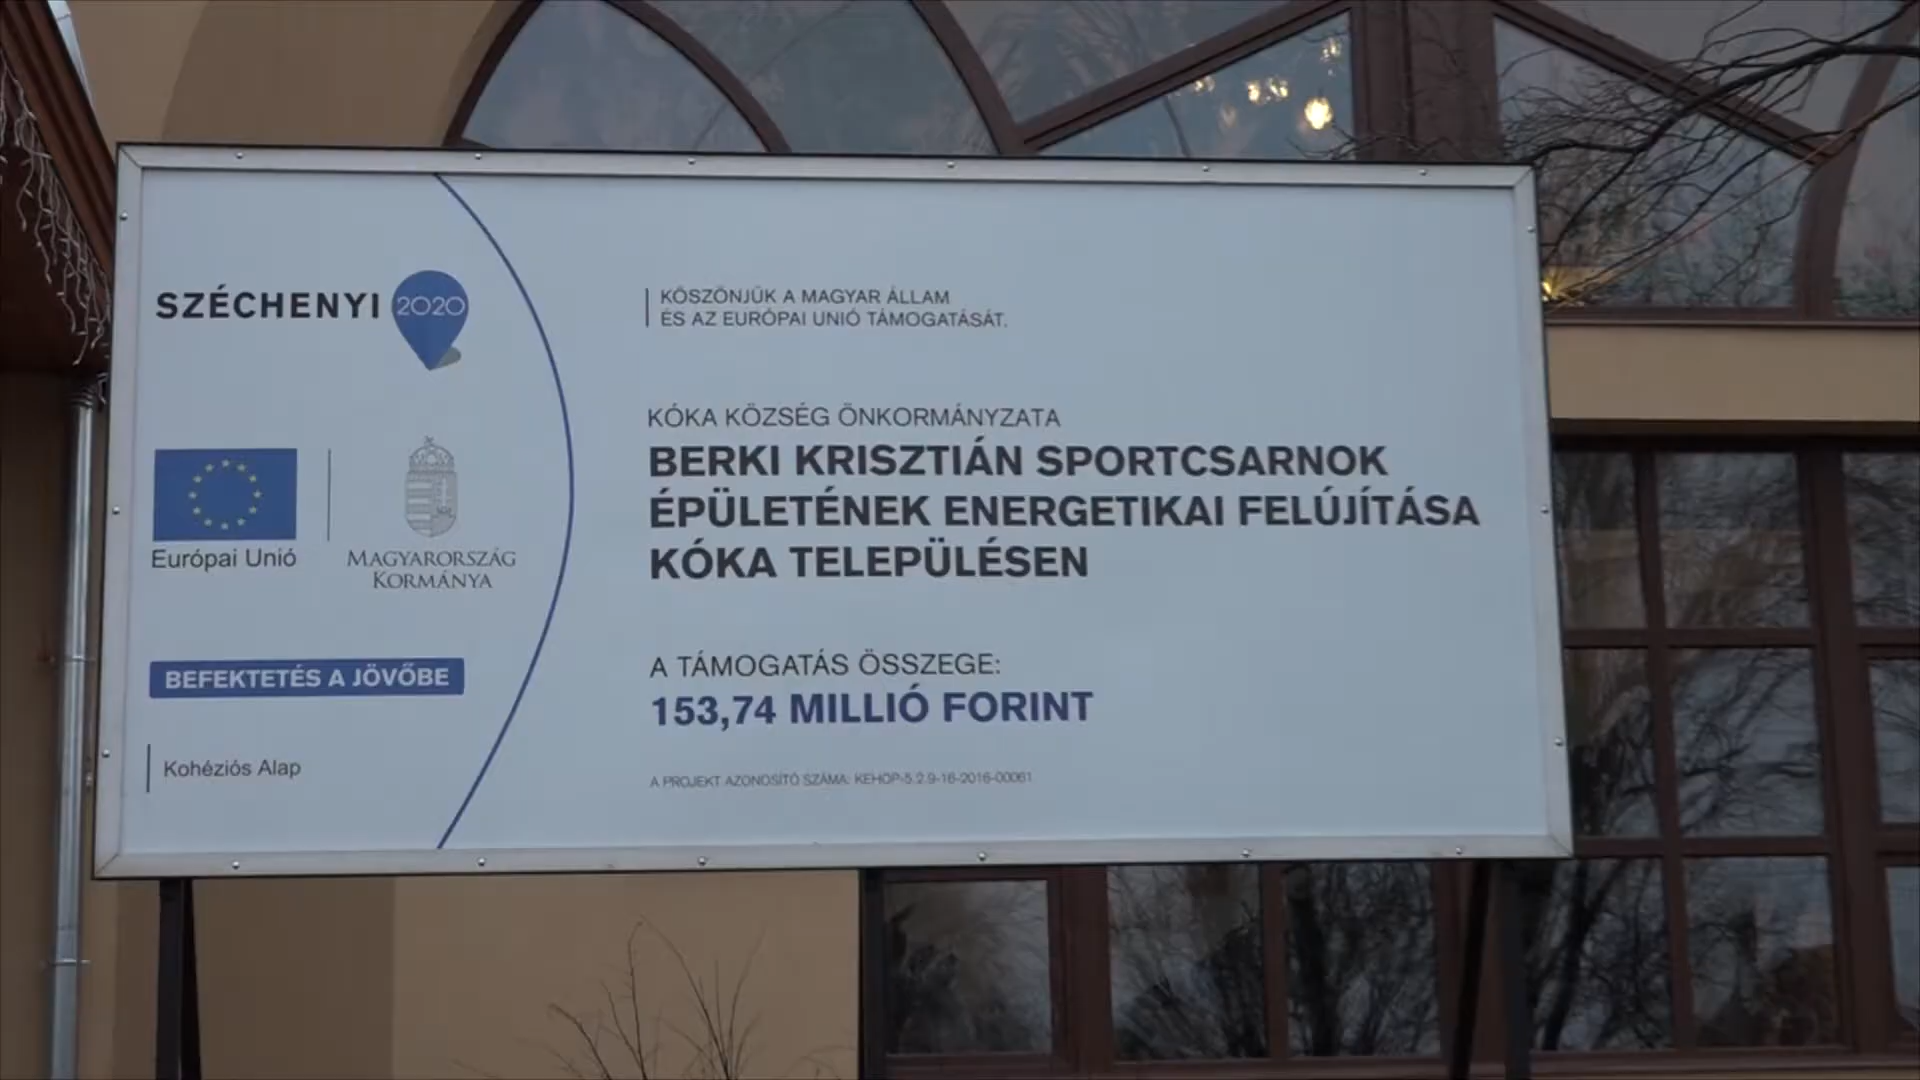 SZÉCHENYI 2020
Európai Unió
MAGYARORSZÁG
KORMÁNYA
BEFEKTETÉS A JÖVŐBE
Kohéziós Alap
KÖSZÖNJÜK A MAGYAR ÁLLAM
ÉS AZ EURÓPAI UNIÓ TÁMOGATÁSÁT.
KÓKA KÖZSÉG ÖNKORMÁNYZATA
BERKI KRISZTIÁN SPORTCSARNOK
ÉPÜLETÉNEK ENERGETIKAI FELÚJÍTÁSA
KÓKA TELEPÜLÉSEN
A TÁMOGATÁS ÖSSZEGE:
153,74 MILLIÓ FORINT
A PROJEKT AZONOSÍTÓ SZÁMA: KEHOP-5.2.9-16-2016-00061